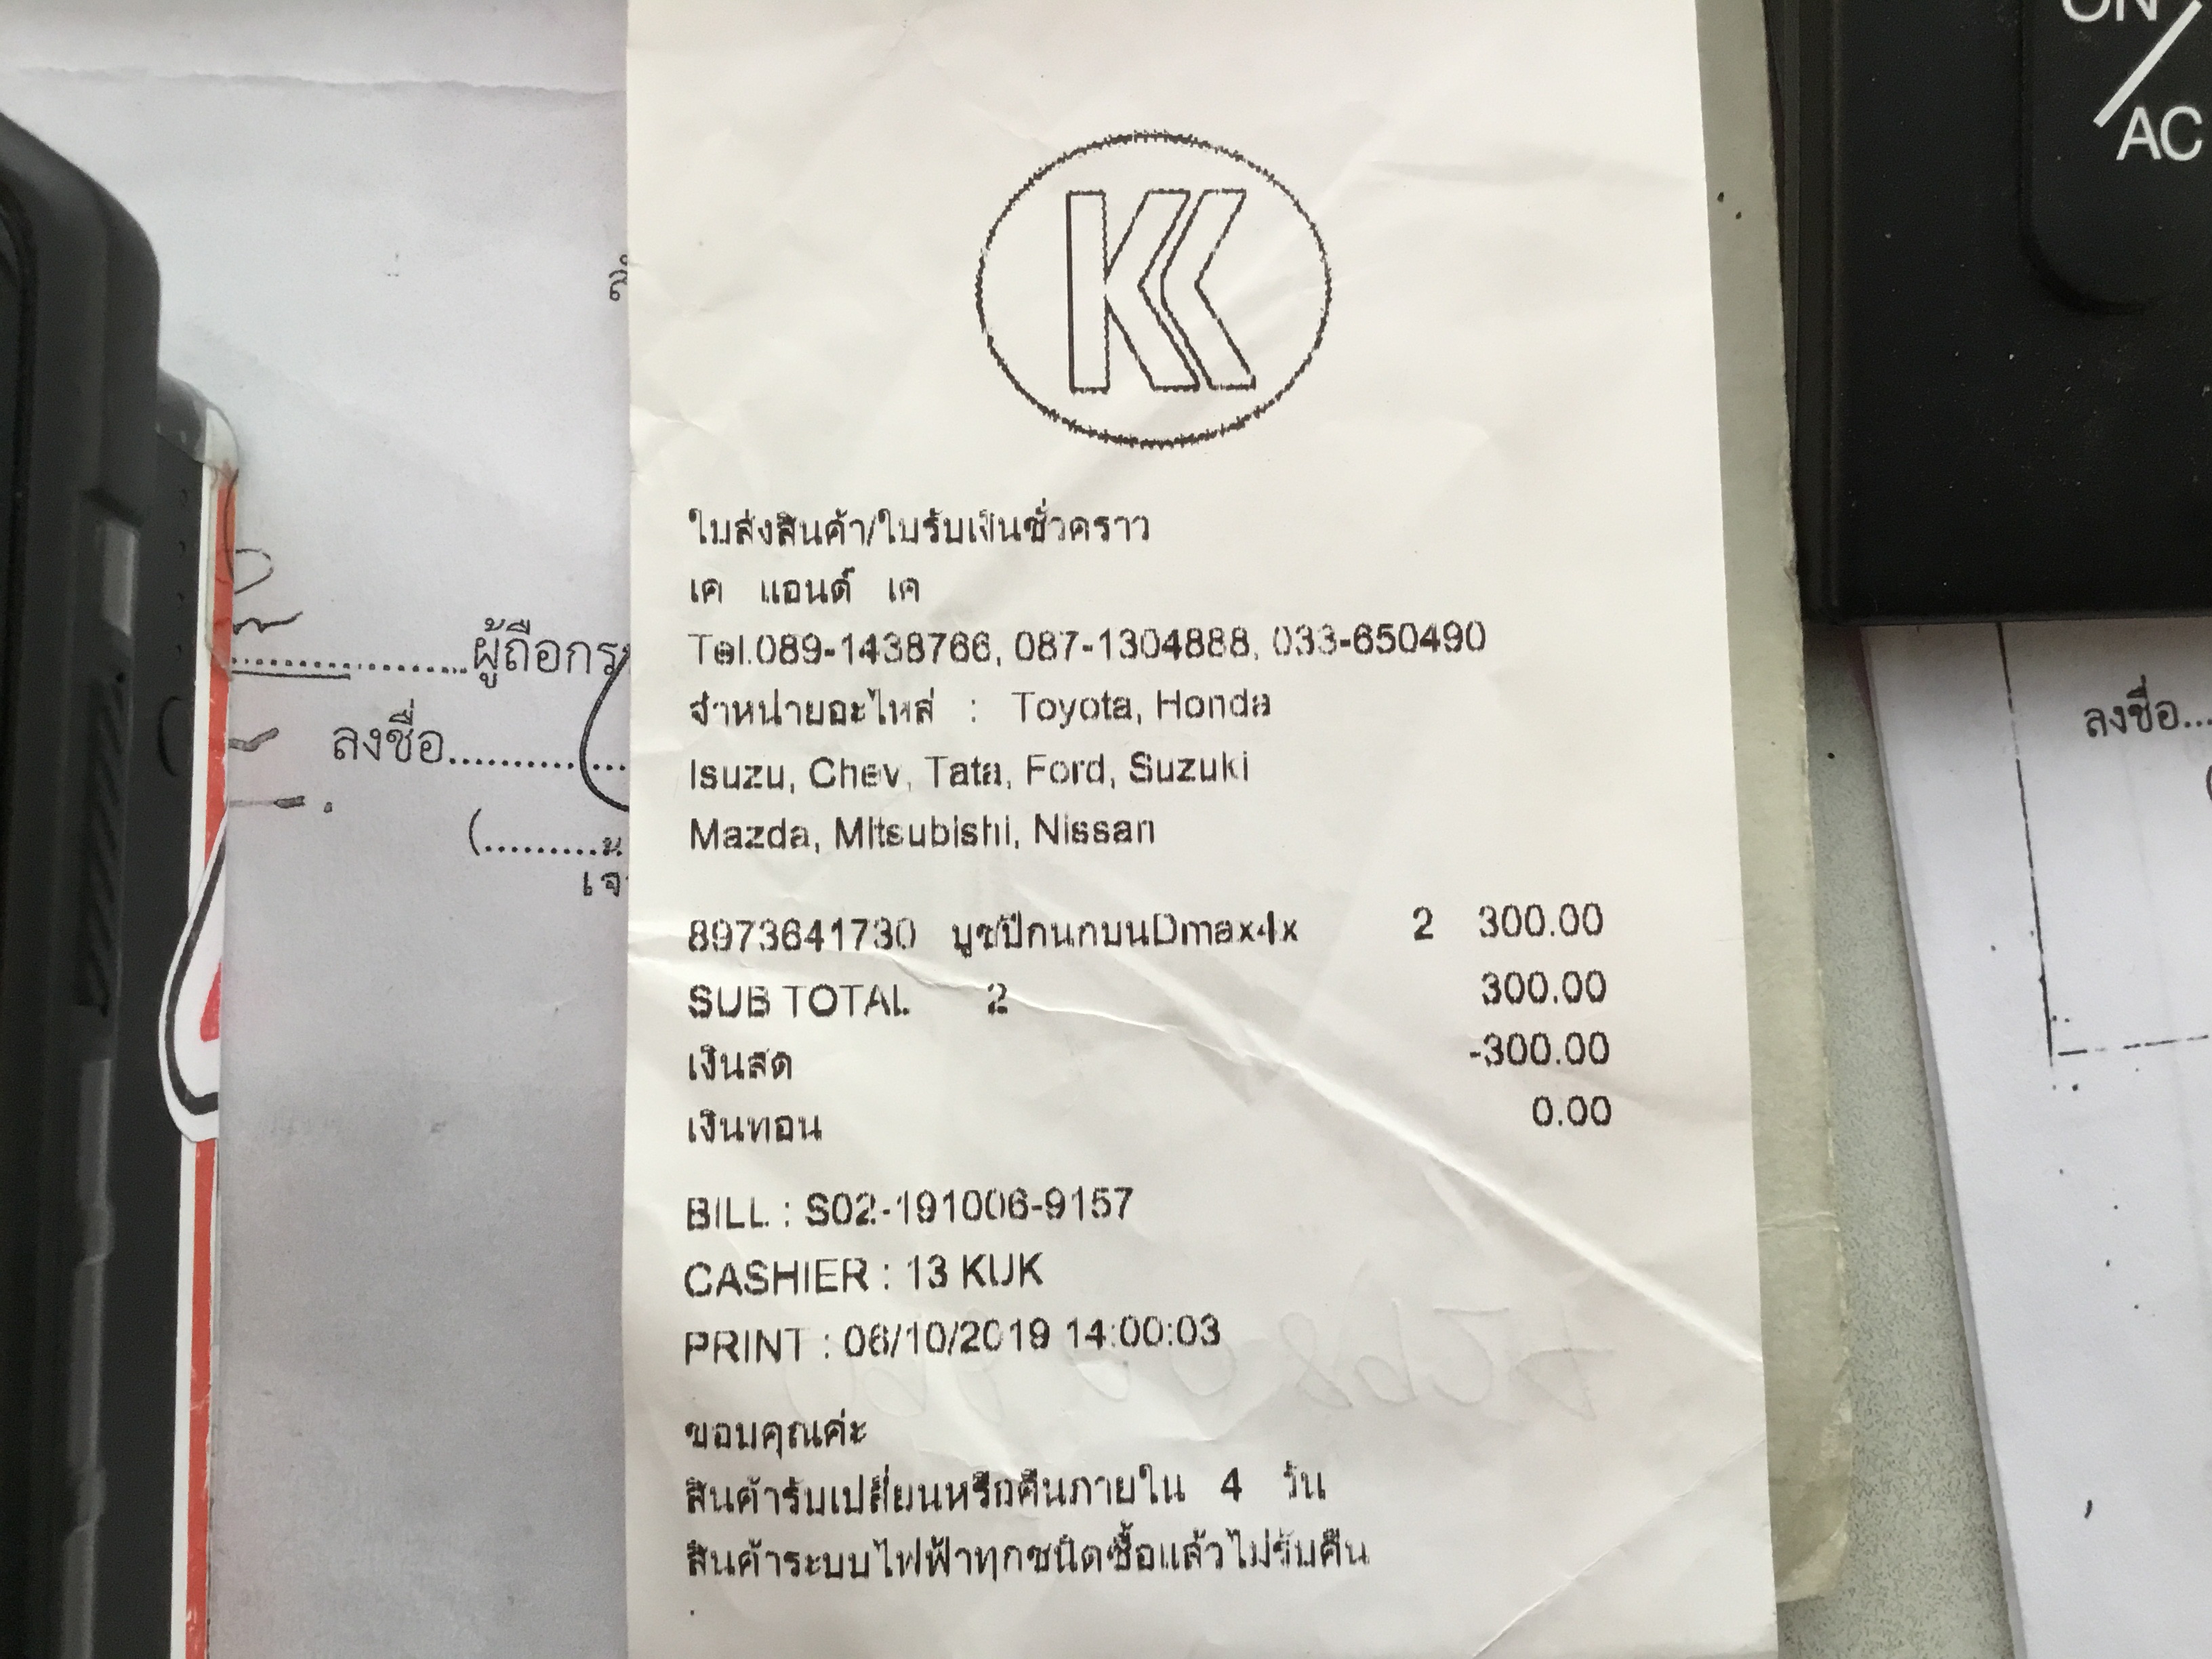 ON/AC
KK
ใบส่งสินค้า/ใบรับเงินชั่วคราว
เค แอนด์ เค
Tel.089-1438766, 087-1304888, 033-650490
จำหน่ายอะไหล่ : Toyota, Honda
Isuzu, Chev, Tata, Ford, Suzuki
Mazda, Mitsubishi, Nissan
8973641730 บูชปีกนกบนDmax4x 2 300.00
SUB TOTAL 2 300.00
เงินสด -300.00
เงินทอน 0.00
BILL : S02-191006-9157
CASHIER : 13 KUK
PRINT : 06/10/2019 14:00:03
ขอบคุณค่ะ
สินค้ารับเปลี่ยนหรือคืนภายใน 4 วัน
สินค้าระบบไฟฟ้าทุกชนิดซื้อแล้วไม่รับคืน
ผู้ถือกร
ลงชื่อ
ลงชื่อ